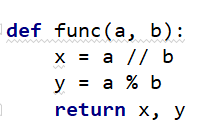 def func(a, b):
    x = a // b
    y = a % b
    return x, y